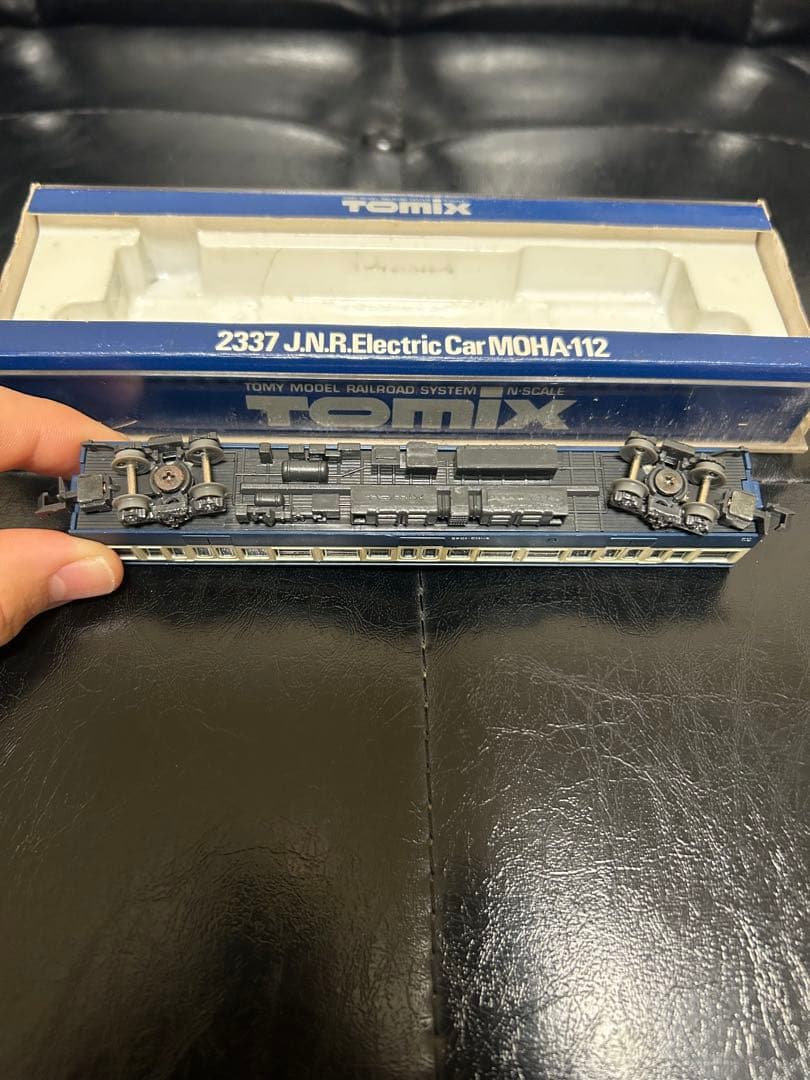 TOMIX
2337 J.N.R.Electric Car MOHA·112
TOMY MODEL RAILROAD SYSTEM N·SCALE
TOMIX